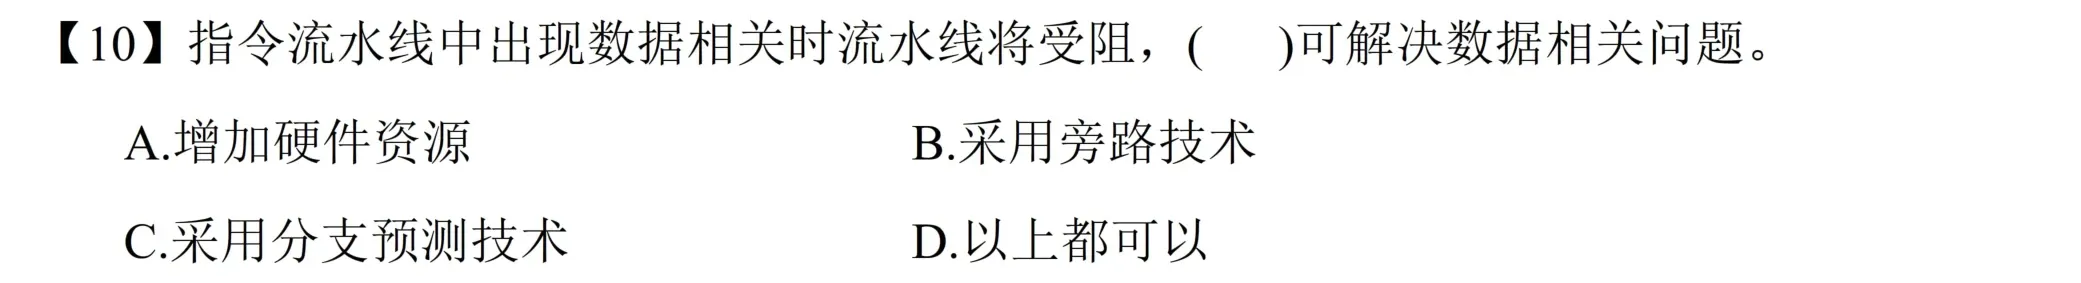 【10】指令流水线中出现数据相关时流水线将受阻，(  )可解决数据相关问题。
A.增加硬件资源 B.采用旁路技术
C.采用分支预测技术 D.以上都可以